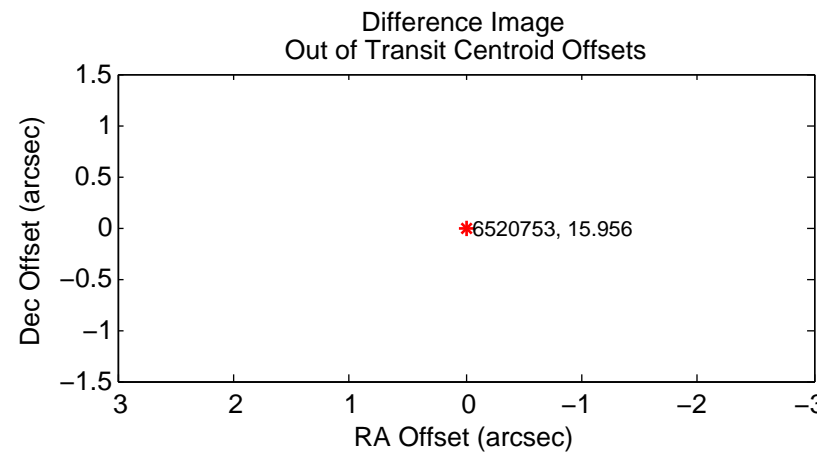 Difference Image
Out of Transit Centroid Offsets
1.5
1
0.5
0
−0.5
−1
−1.5
Dec Offset (arcsec)
6520753, 15.956
3 2 1 0 −1 −2 −3
RA Offset (arcsec)